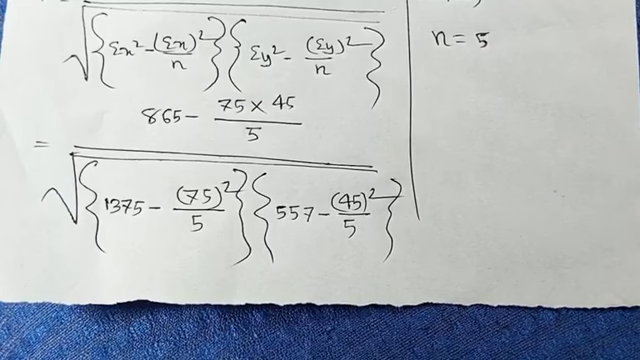 √{Σx² - (Σx)²/n}{Σy² - (Σy)²/n}
n = 5
865 - 75 × 45/5
= √{1375 - (75)²/5}{557 - (45)²/5}